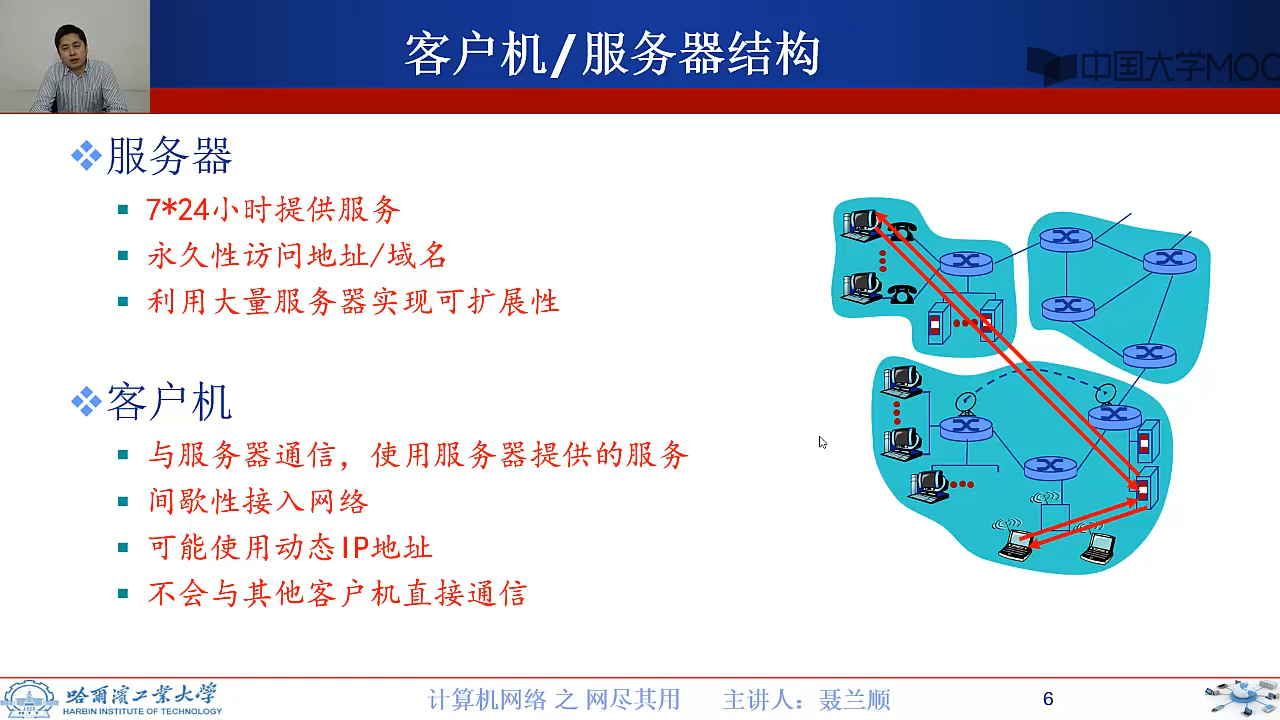 客户机/服务器结构
中国大学MOO
服务器
7*24小时提供服务
永久性访问地址/域名
利用大量服务器实现可扩展性
客户机
与服务器通信，使用服务器提供的服务
间歇性接入网络
可能使用动态IP地址
不会与其他客户机直接通信
哈尔滨工业大学
HARBIN INSTITUTE OF TECHNOLOGY
计算机网络 之 网尽其用 主讲人：聂兰顺
6